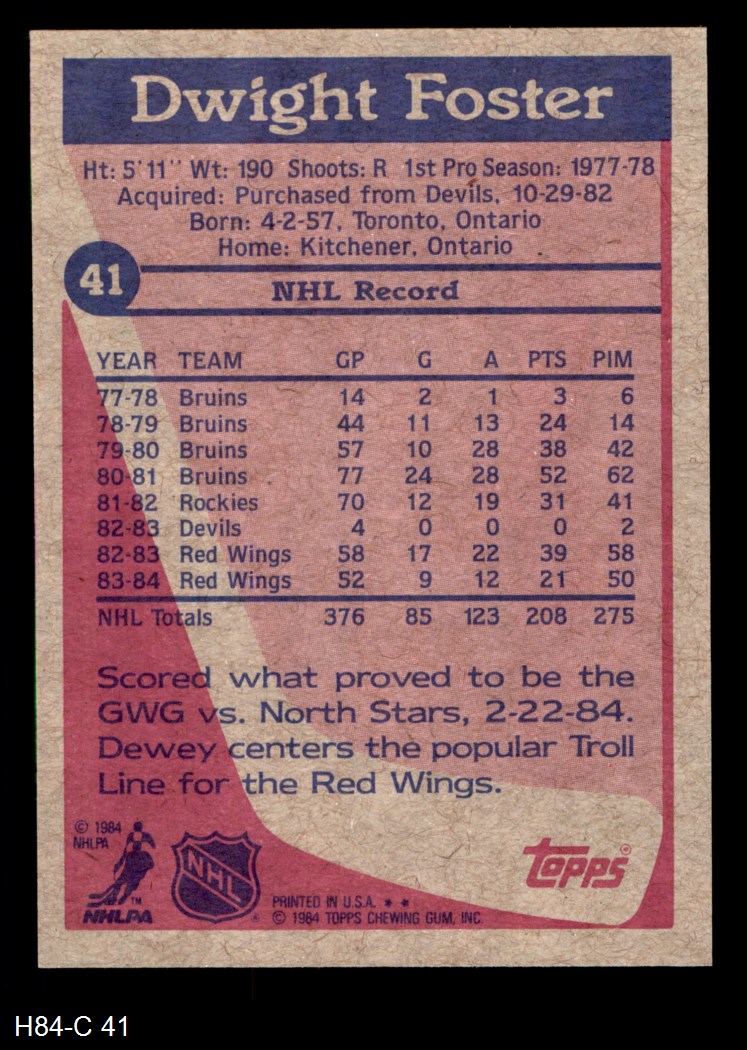 Dwight Foster
Ht: 5'11" Wt: 190 Shoots: R 1st Pro Season: 1977-78
Acquired: Purchased from Devils, 10-29-82
Born: 4-2-57, Toronto, Ontario
Home: Kitchener, Ontario
41
NHL Record
YEAR TEAM GP G A PTS PIM
77-78 Bruins 14 2 1 3 6
78-79 Bruins 44 11 13 24 14
79-80 Bruins 57 10 28 38 42
80-81 Bruins 77 24 28 52 62
81-82 Rockies 70 12 19 31 41
82-83 Devils 4 0 0 0 2
82-83 Red Wings 58 17 22 39 58
83-84 Red Wings 52 9 12 21 50
NHL Totals 376 85 123 208 275
Scored what proved to be the
GWG vs. North Stars, 2-22-84.
Dewey centers the popular Troll
Line for the Red Wings.
© 1984
NHLPA
™
NHLPA
NHL
®
Topps®
PRINTED IN U.S.A. ★ ★
© 1984 TOPPS CHEWING GUM, INC.
H84-C 41